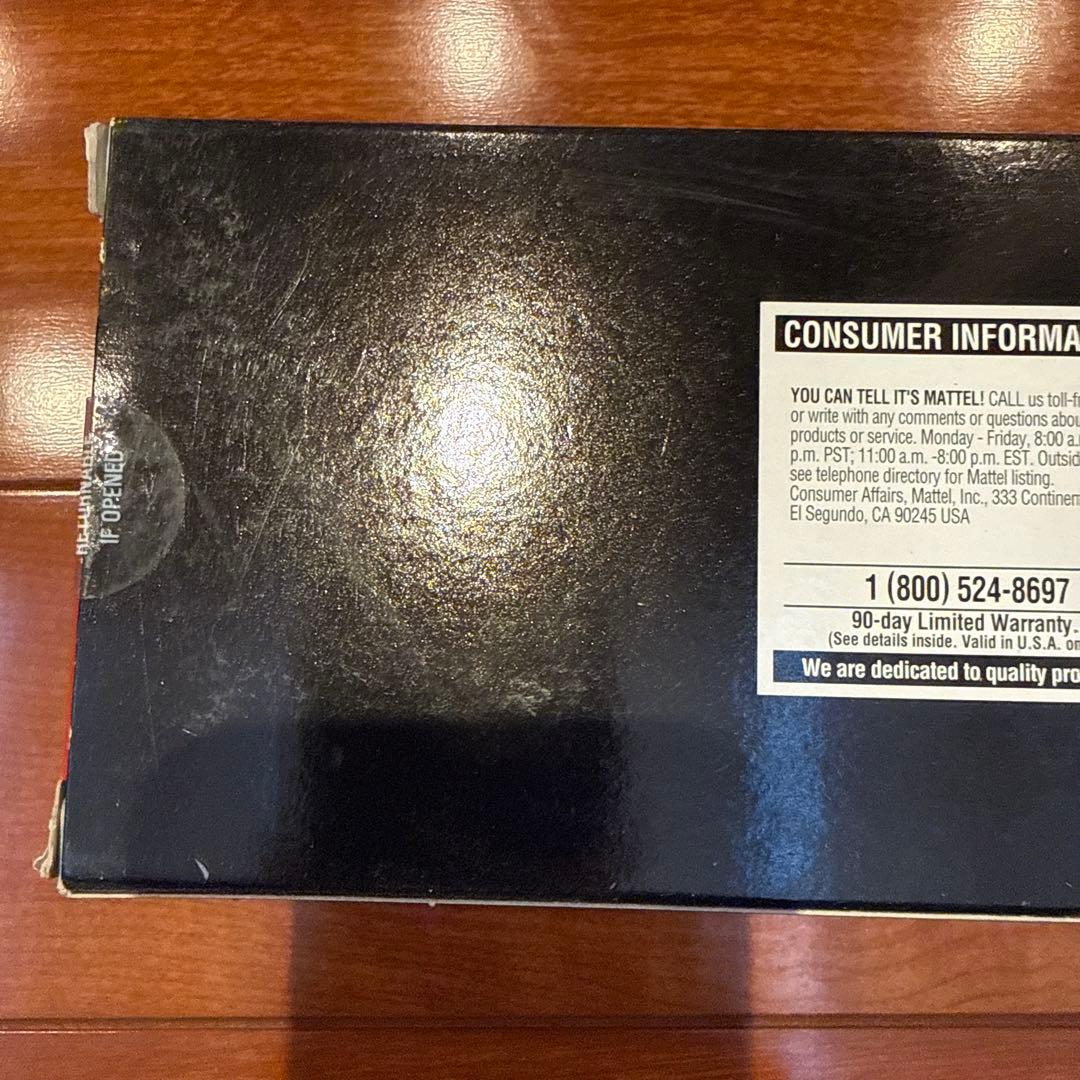 CONSUMER INFORMA
YOU CAN TELL IT'S MATTEL! CALL us toll-fr
or write with any comments or questions abou
products or service. Monday - Friday, 8:00 a.
p.m. PST; 11:00 a.m. -8:00 p.m. EST. Outsid
see telephone directory for Mattel listing.
Consumer Affairs, Mattel, Inc., 333 Continen
El Segundo, CA 90245 USA
1 (800) 524-8697
90-day Limited Warranty.
(See details inside. Valid in U.S.A. on
We are dedicated to quality pro
IF OPENED